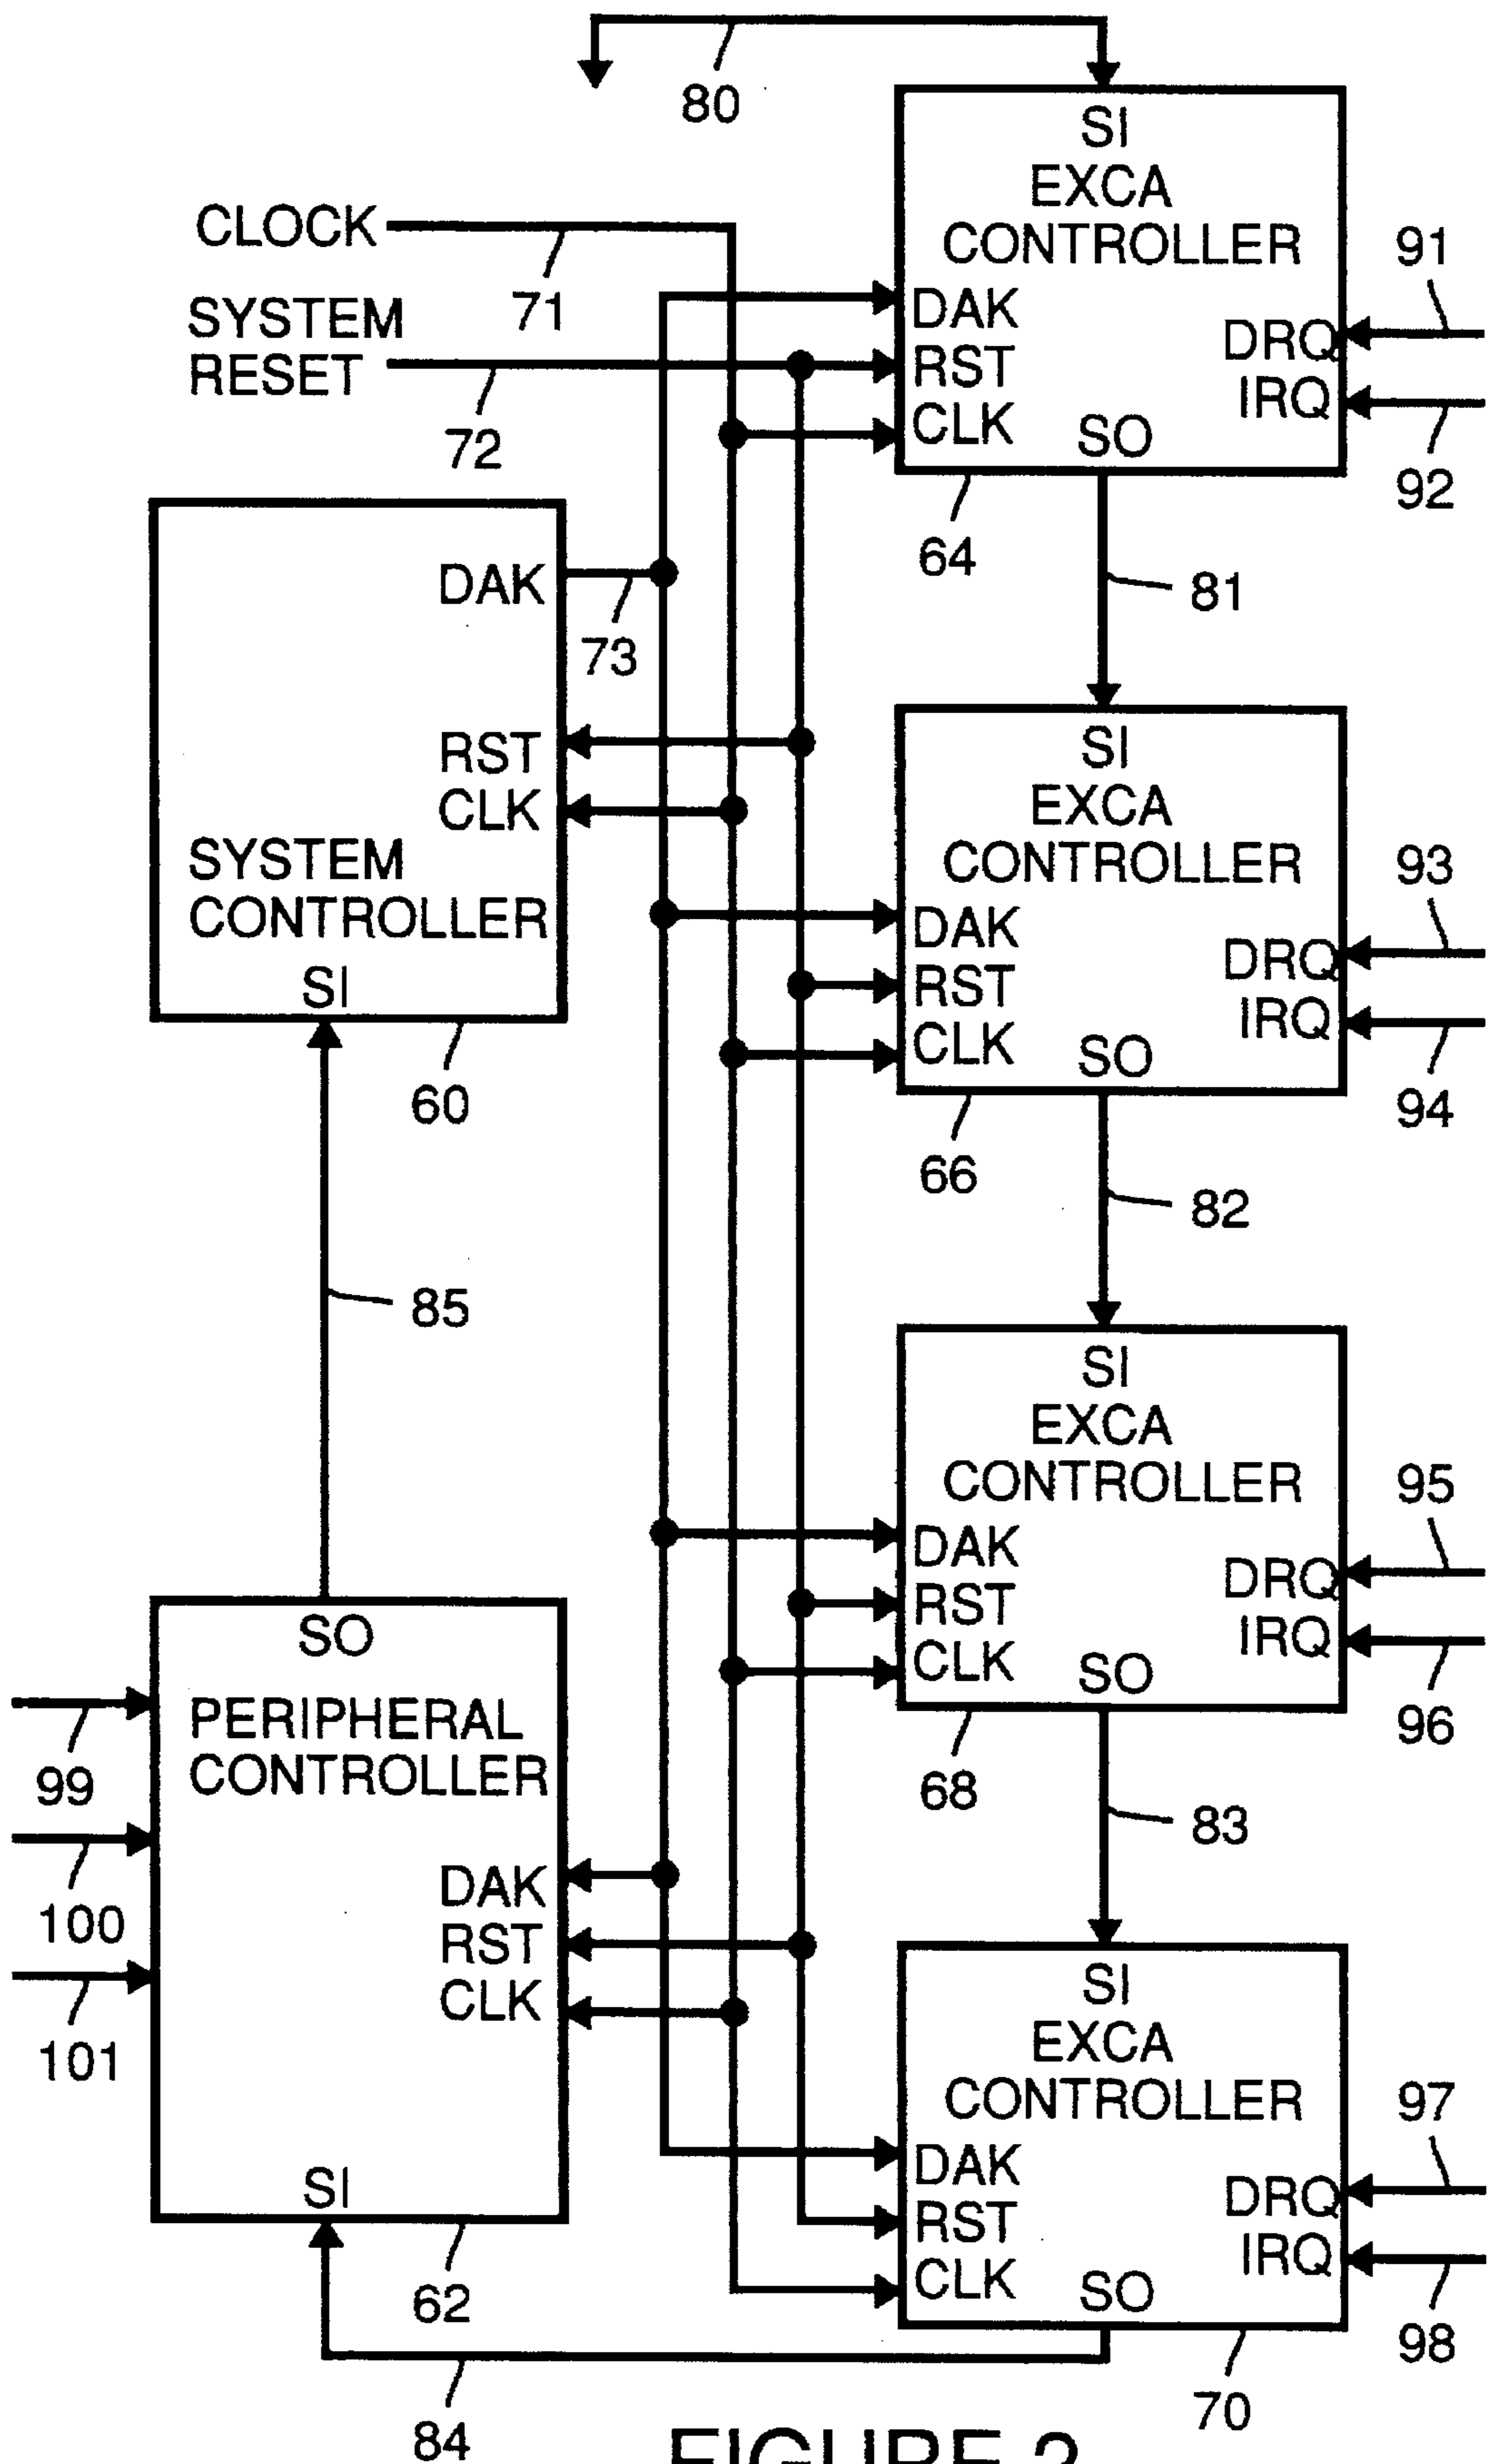 80
SI
EXCA
CONTROLLER
DAK
RST
CLK
DRQ
IRQ
SO
91
92
64
81
CLOCK
71
SYSTEM
RESET
72
DAK
73
RST
CLK
SYSTEM
CONTROLLER
SI
60
SI
EXCA
CONTROLLER
DAK
RST
CLK
DRQ
IRQ
SO
93
94
66
82
85
SI
EXCA
CONTROLLER
DAK
RST
CLK
DRQ
IRQ
SO
95
96
68
83
SO
PERIPHERAL
CONTROLLER
99
100
101
DAK
RST
CLK
SI
62
84
SI
EXCA
CONTROLLER
DAK
RST
CLK
DRQ
IRQ
SO
97
98
70
FIGURE 2